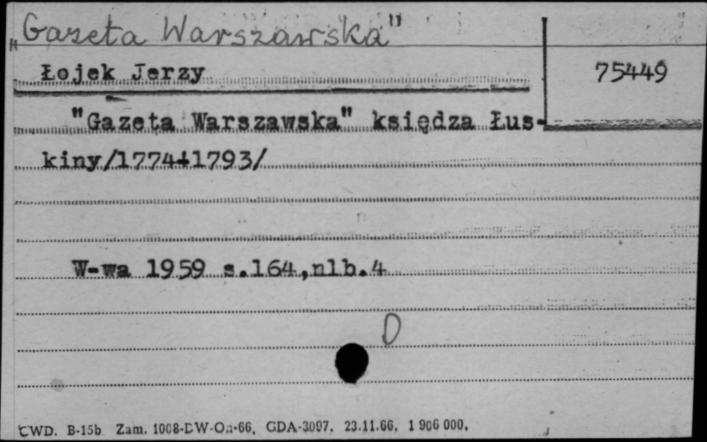 „Gazeta Warszawska"
Łojek Jerzy
75449
"Gazeta Warszawska" księdza Łus-
kiny/1774-1793/
W-wa 1959 s.164,nlb.4
D
CWD. B-15b Zam. 1008-DW-On-66, GDA-3097, 23.11.66, 1 906 000.